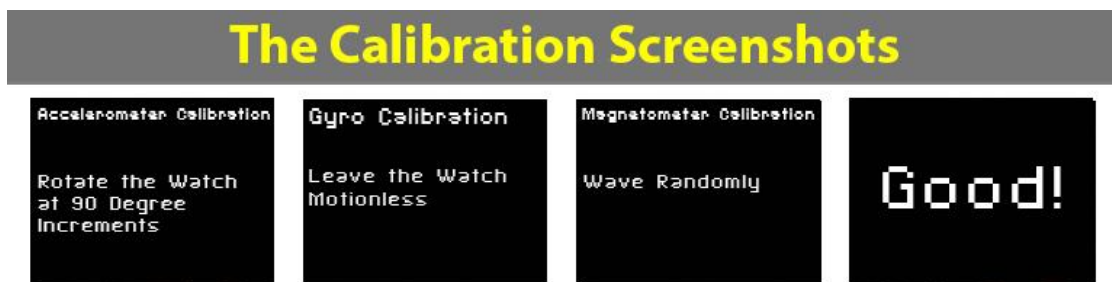 The Calibration Screenshots
Accelerometer Calibration
Rotate the Watch
at 90 Degree
Increments
Gyro Calibration
Leave the Watch
Motionless
Magnetometer Calibration
Wave Randomly
Good!